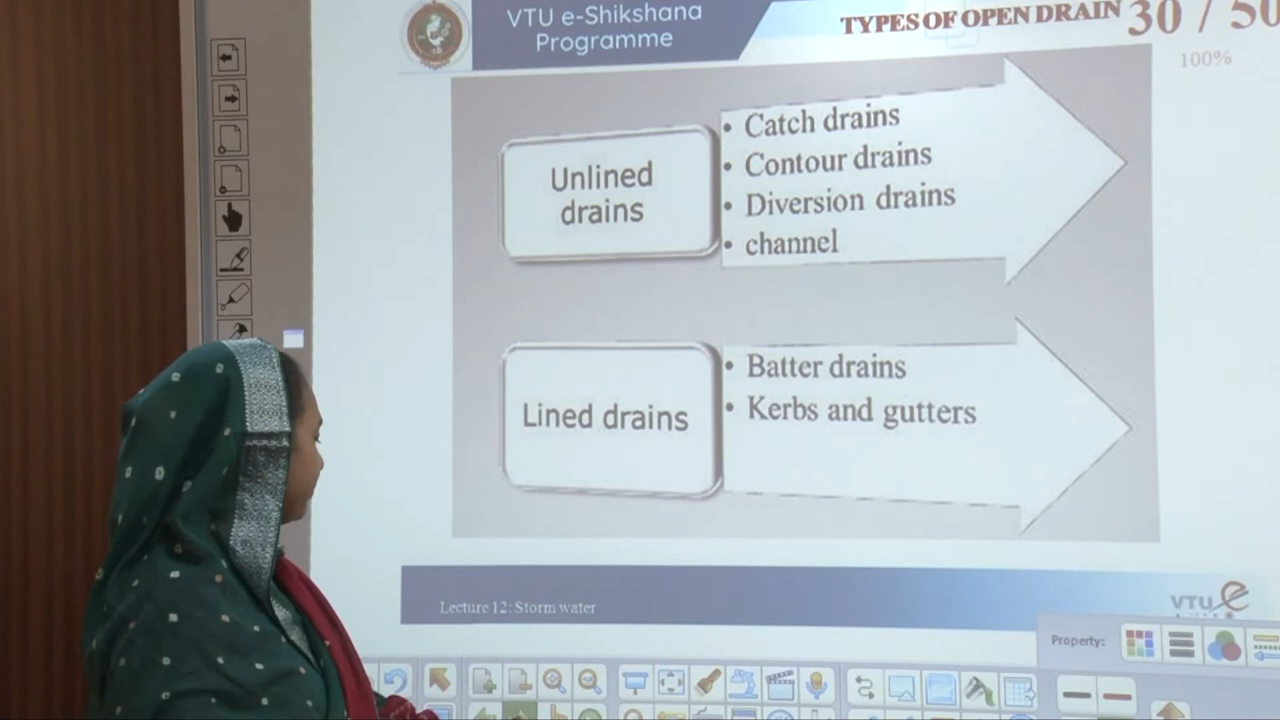 VTU e-Shikshana
Programme
TYPES OF OPEN DRAIN 30 / 50
100%
Unlined
drains
• Catch drains
• Contour drains
• Diversion drains
• channel
Lined drains
• Batter drains
• Kerbs and gutters
Lecture 12: Storm water
VTU e
Property: